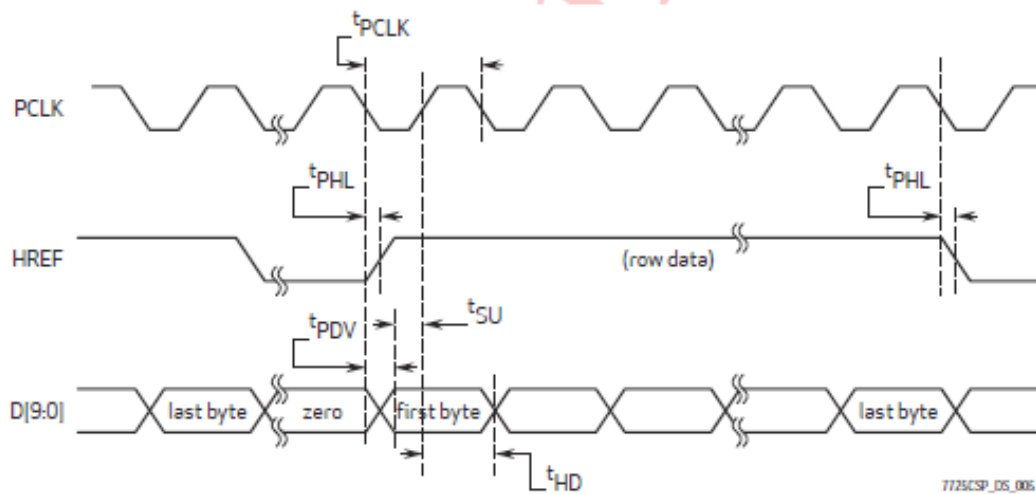 tPCLK
PCLK
tPHL
tPHL
HREF
(row data)
tPDV
tSU
D[9:0]
last byte
zero
first byte
last byte
tHD